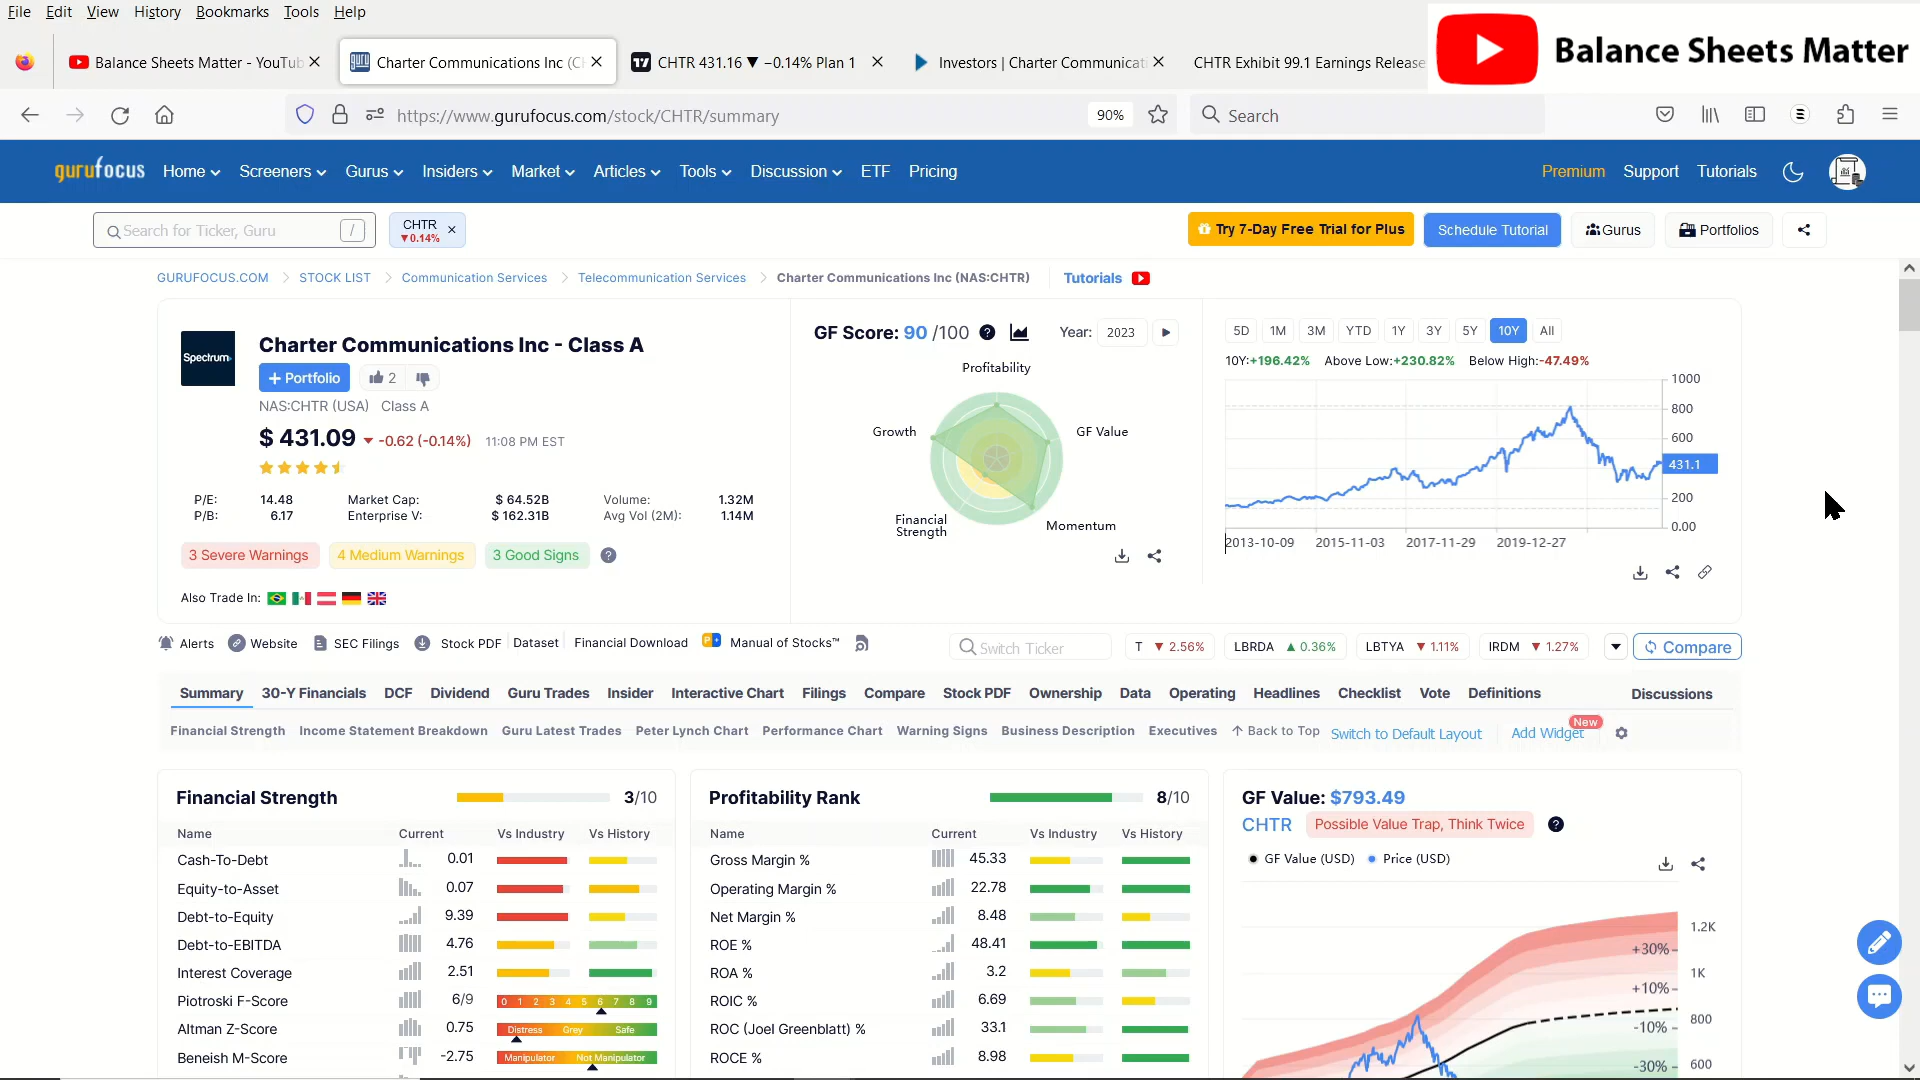 File Edit View History Bookmarks Tools Help
Balance Sheets Matter - YouTub
Charter Communications Inc (C
CHTR 431.16 ▼ −0.14% Plan 1
Investors | Charter Communicat
CHTR Exhibit 99.1 Earnings Release
Balance Sheets Matter
https://www.gurufocus.com/stock/CHTR/summary
90%
Search
gurufocus Home Screeners Gurus Insiders Market Articles Tools Discussion ETF Pricing Premium Support Tutorials
Search for Ticker, Guru /
CHTR
▼0.14%
Try 7-Day Free Trial for Plus
Schedule Tutorial
Gurus
Portfolios
GURUFOCUS.COM STOCK LIST Communication Services Telecommunication Services Charter Communications Inc (NAS:CHTR) Tutorials
Spectrum
Charter Communications Inc - Class A
+ Portfolio 2
NAS:CHTR (USA) Class A
$ 431.09 ▼ -0.62 (-0.14%) 11:08 PM EST
P/E: 14.48 Market Cap: $ 64.52B Volume: 1.32M
P/B: 6.17 Enterprise V: $ 162.31B Avg Vol (2M): 1.14M
3 Severe Warnings 4 Medium Warnings 3 Good Signs ?
Also Trade In:
GF Score: 90 /100 ? Year: 2023
Profitability
Growth
GF Value
Financial Strength
Momentum
5D 1M 3M YTD 1Y 3Y 5Y 10Y All
10Y:+196.42% Above Low:+230.82% Below High:-47.49%
1000
800
600
431.1
200
0.00
2013-10-09 2015-11-03 2017-11-29 2019-12-27
Alerts Website SEC Filings Stock PDF Dataset Financial Download Manual of Stocks™
Switch Ticker
T ▼ 2.56% LBRDA ▲ 0.36% LBTYA ▼ 1.11% IRDM ▼ 1.27% Compare
Summary 30-Y Financials DCF Dividend Guru Trades Insider Interactive Chart Filings Compare Stock PDF Ownership Data Operating Headlines Checklist Vote Definitions Discussions
Financial Strength Income Statement Breakdown Guru Latest Trades Peter Lynch Chart Performance Chart Warning Signs Business Description Executives ↑ Back to Top Switch to Default Layout Add Widget New
Financial Strength 3/10
Name Current Vs Industry Vs History
Cash-To-Debt 0.01
Equity-to-Asset 0.07
Debt-to-Equity 9.39
Debt-to-EBITDA 4.76
Interest Coverage 2.51
Piotroski F-Score 6/9 0 1 2 3 4 5 6 7 8 9
Altman Z-Score 0.75 Distress Grey Safe
Beneish M-Score -2.75 Manipulator Not Manipulator
Profitability Rank 8/10
Name Current Vs Industry Vs History
Gross Margin % 45.33
Operating Margin % 22.78
Net Margin % 8.48
ROE % 48.41
ROA % 3.2
ROIC % 6.69
ROC (Joel Greenblatt) % 33.1
ROCE % 8.98
GF Value: $793.49
CHTR Possible Value Trap, Think Twice ?
GF Value (USD) Price (USD)
+30%
+10%
-10%
-30%
1.2K
1K
800
600